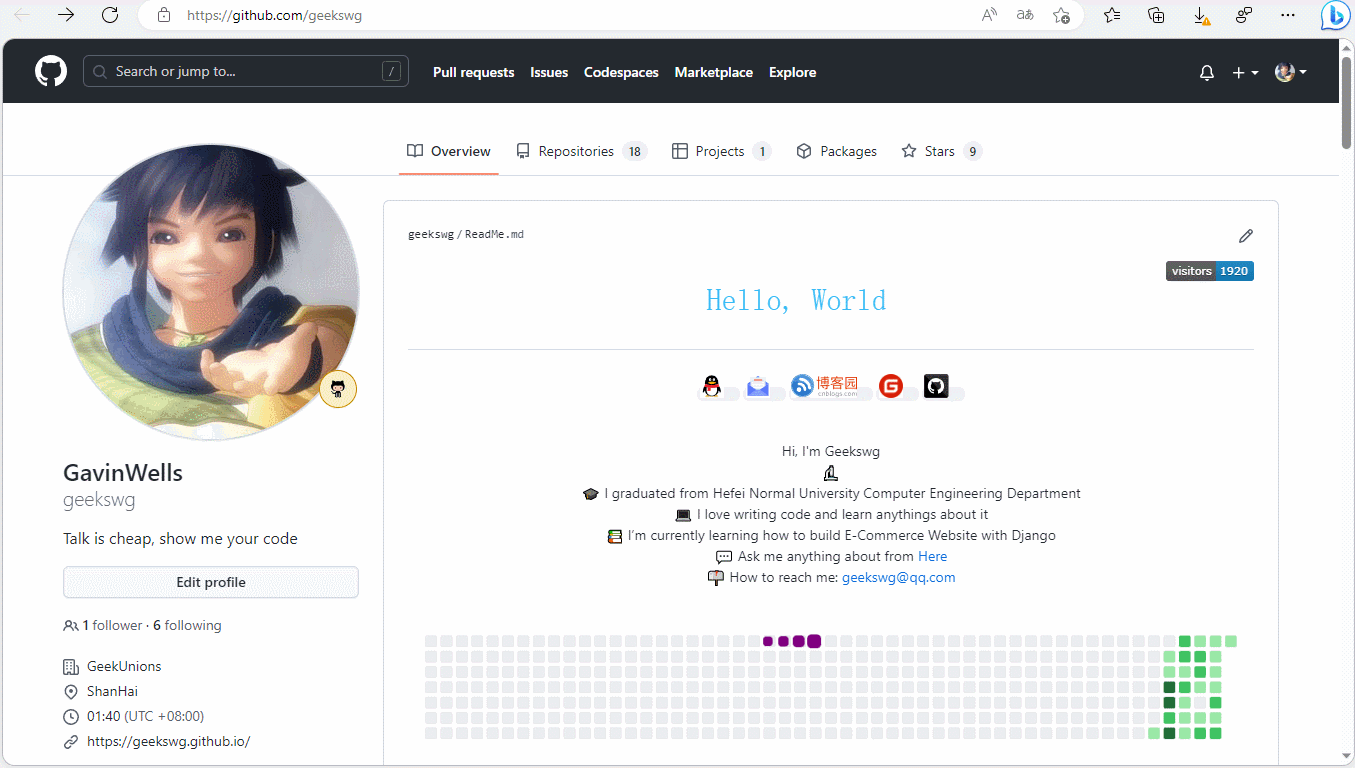 https://github.com/geekswg
Search or jump to... /
Pull requests Issues Codespaces Marketplace Explore
Overview Repositories 18 Projects 1 Packages Stars 9
geekswg / ReadMe.md
visitors 1920
Hello, World
博客园
cnblogs.com
Hi, I'm Geekswg
I graduated from Hefei Normal University Computer Engineering Department
I love writing code and learn anythings about it
I'm currently learning how to build E-Commerce Website with Django
Ask me anything about from Here
How to reach me: geekswg@qq.com
GavinWells
geekswg
Talk is cheap, show me your code
Edit profile
1 follower · 6 following
GeekUnions
ShanHai
01:40 (UTC +08:00)
https://geekswg.github.io/